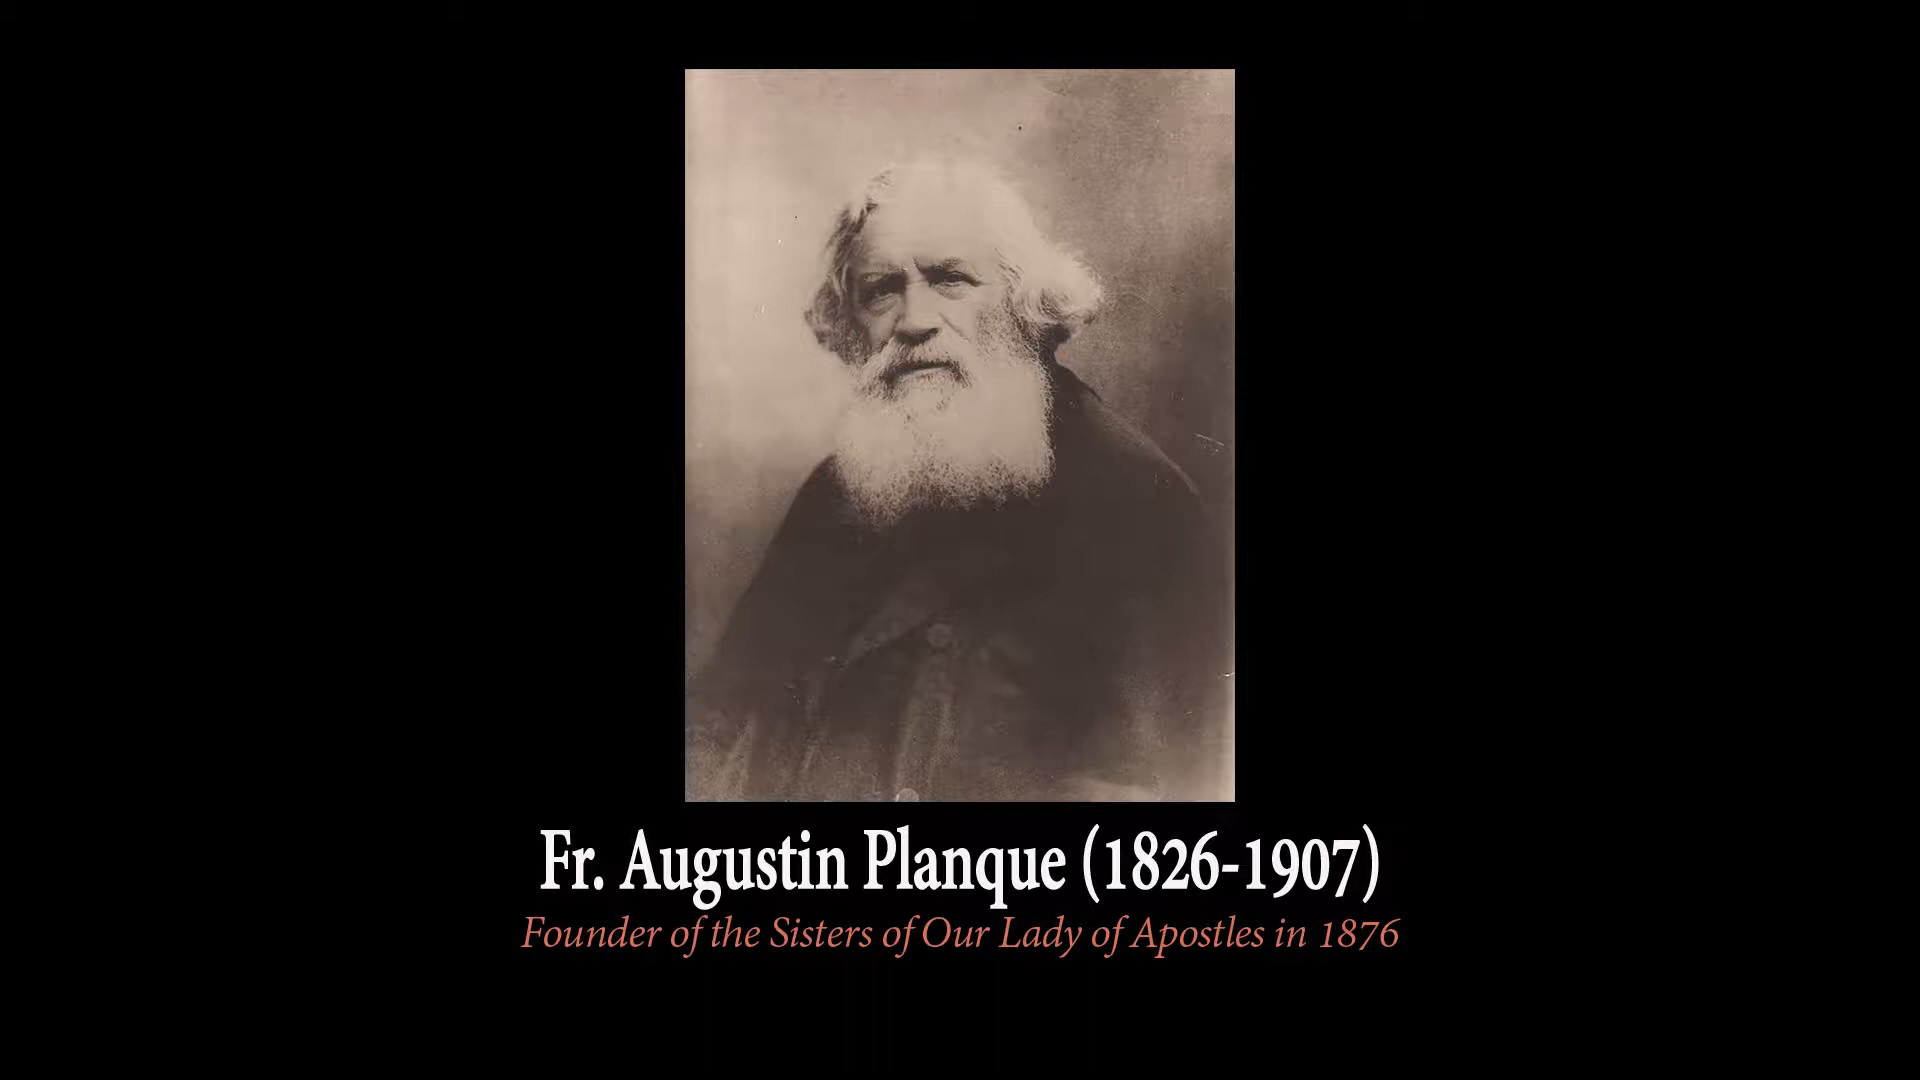 Fr. Augustin Planque (1826-1907)
Founder of the Sisters of Our Lady of Apostles in 1876